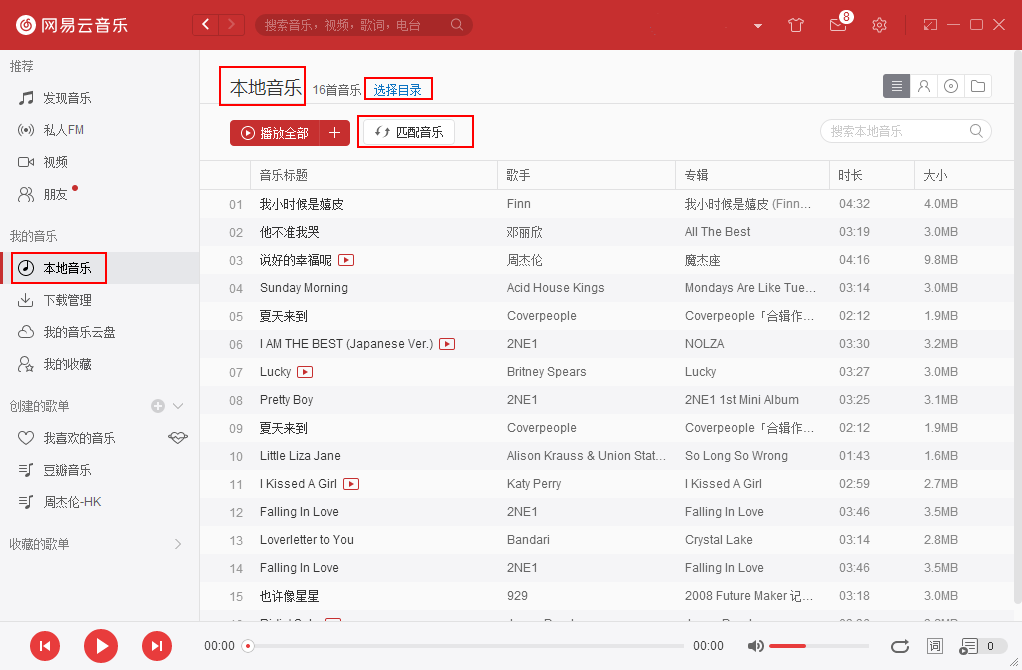 网易云音乐
搜索音乐，视频，歌词，电台
8
推荐
发现音乐
私人FM
视频
朋友
我的音乐
本地音乐
下载管理
我的音乐云盘
我的收藏
创建的歌单
我喜欢的音乐
豆瓣音乐
周杰伦-HK
收藏的歌单
本地音乐 16首音乐 选择目录
播放全部 + 匹配音乐 搜索本地音乐
音乐标题 歌手 专辑 时长 大小
01 我小时候是嬉皮 Finn 我小时候是嬉皮 (Finn... 04:32 4.0MB
02 他不准我哭 邓丽欣 All The Best 03:19 3.0MB
03 说好的幸福呢 周杰伦 魔杰座 04:16 9.8MB
04 Sunday Morning Acid House Kings Mondays Are Like Tue... 03:14 3.0MB
05 夏天来到 Coverpeople Coverpeople「合辑作... 02:12 1.9MB
06 I AM THE BEST (Japanese Ver.) 2NE1 NOLZA 03:30 3.2MB
07 Lucky Britney Spears Lucky 03:27 3.0MB
08 Pretty Boy 2NE1 2NE1 1st Mini Album 03:25 3.1MB
09 夏天来到 Coverpeople Coverpeople「合辑作... 02:12 1.9MB
10 Little Liza Jane Alison Krauss & Union Stat... So Long So Wrong 01:43 1.6MB
11 I Kissed A Girl Katy Perry I Kissed A Girl 02:59 2.7MB
12 Falling In Love 2NE1 Falling In Love 03:46 3.5MB
13 Loverletter to You Bandari Crystal Lake 03:14 2.8MB
14 Falling In Love 2NE1 Falling In Love 03:46 3.5MB
15 也许像星星 929 2008 Future Maker 记... 03:18 3.0MB
00:00 00:00 词 0